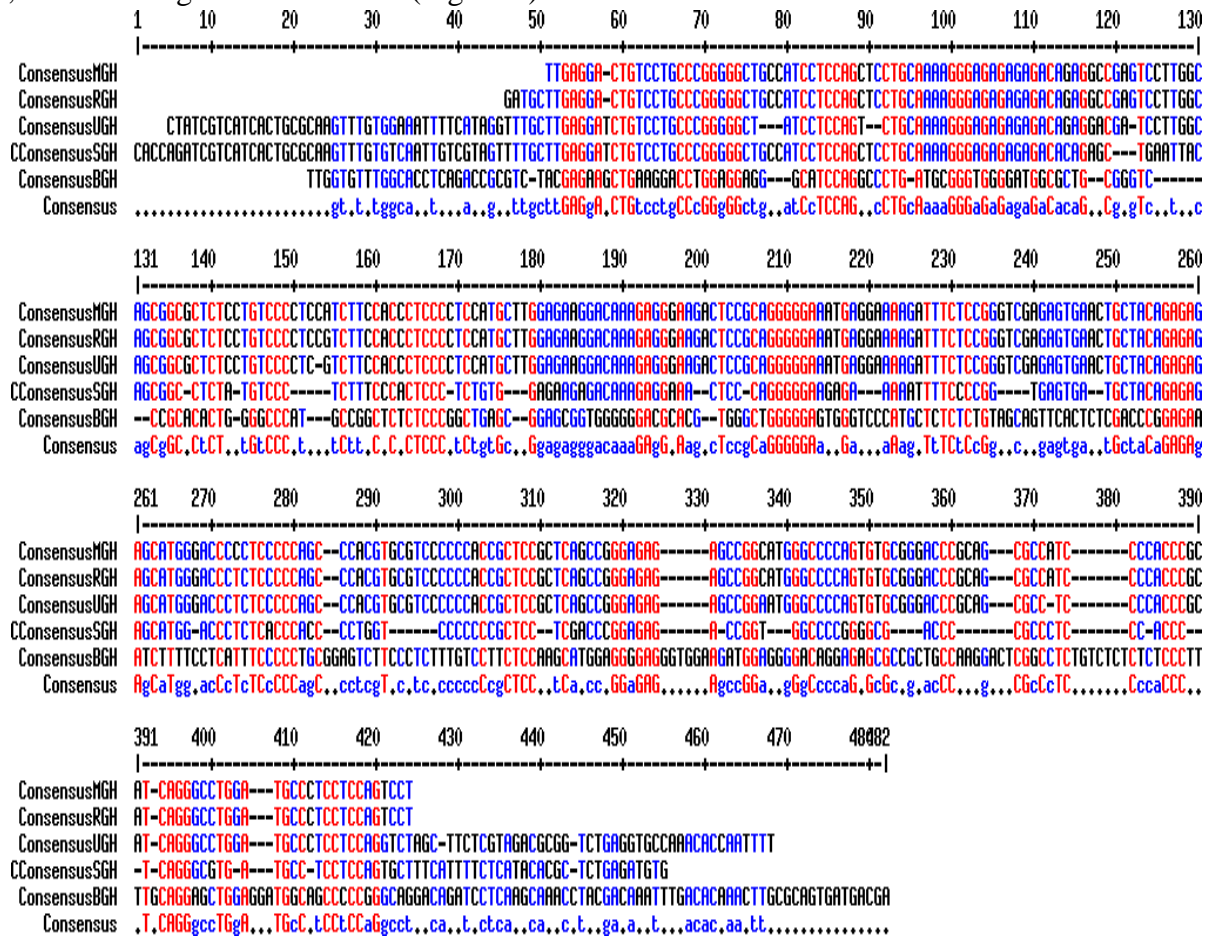 1 10 20 30 40 50 60 70 80 90 100 110 120 130
|--------+---------+---------+---------+---------+---------+---------+---------+---------+---------+---------+---------+---------|
ConsensusMGH TTGAGGA-CTGTCCTGCCCGGGGGCTGCCATCCTCCAGCTCCTGCAAAAGGGAGAGAGAGACAGAGGCCGAGTCCTTGGC
ConsensusRGH GATGCTTGAGGA-CTGTCCTGCCCGGGGGCTGCCATCCTCCAGCTCCTGCAAAAGGGAGAGAGAGACAGAGGCCGAGTCCTTGGC
ConsensusUGH CTATCGTCATCACTGCGCAAGTTTGTGGAAATTTTCATAGGTTTGCTTGAGGATCTGTCCTGCCCGGGGGCT---ATCCTCCAGT--CTGCAAAAGGGAGAGAGAGACAGAGGACGA-TCCTTGGC
CConsensusSGH CACCAGATCGTCATCACTGCGCAAGTTTGTGTCAATTGTCGTAGTTTTGCTTGAGGATCTGTCCTGCCCGGGGGCTGCCATCCTCCAGCTCCTGCAAAAGGGAGAGAGAGACACAGAGC---TGAATTAC
ConsensusBGH TTGGTGTTTGGCACCTCAGACCGCGTC-TACGAGAAGCTGAAGGACCTGGAGGAGG---GCATCCAGGCCCTG-ATGCGGGTGGGGATGGCGCTG--CGGGTC------
Consensus ........................gt.t.tggca..t...a..g..ttgcttGAGgA.CTGtcctgCCcGGgGGctg..atCcTCCAG..cCTGcAaaaGGGaGaGagaGaCacaG..Cg.gTc..t..c
131 140 150 160 170 180 190 200 210 220 230 240 250 260
|--------+---------+---------+---------+---------+---------+---------+---------+---------+---------+---------+---------+---------|
ConsensusMGH AGCGGCGCTCTCCTGTCCCCTCCATCTTCCACCCTCCCCTCCATGCTTGGAGAAGGACAAAGAGGGAAGACTCCGCAGGGGGAAATGAGGAAAAGATTTCTCCGGGTCGAGAGTGAACTGCTACAGAGAG
ConsensusRGH AGCGGCGCTCTCCTGTCCCCTCCGTCTTCCACCCTCCCCTCCATGCTTGGAGAAGGACAAAGAGGGAAGACTCCGCAGGGGGAAATGAGGAAAAGATTTCTCCGGGTCGAGAGTGAACTGCTACAGAGAG
ConsensusUGH AGCGGCGCTCTCCTGTCCCCTC-GTCTTCCACCCTCCCCTCCATGCTTGGAGAAGGACAAAGAGGGAAGACTCCGCAGGGGGAAATGAGGAAAAGATTTCTCCGGGTCGAGAGTGAACTGCTACAGAGAG
CConsensusSGH AGCGGC-CTCTA-TGTCCC-----TCTTTCCCACTCCC-TCTGTG---GAGAAGAGACAAAGAGGAAA--CTCC-CAGGGGGAAGAGA---AAAATTTTCCCCGG---TGAGTGA--TGCTACAGAGAG
ConsensusBGH --CCGCACACTG-GGGCCCAT---GCCGGCTCTCTCCCGGCTGAGC--GGAGCGGTGGGGGGACGCACG--TGGGCTGGGGGAGTGGGTCCCATGCTCTCTCTGTAGCAGTTCACTCTCGACCCGGAGAA
Consensus agCgGC.CtCT..tGTCCC.t...tCtt.C.C.CTCCC.tCtgtGc..GgagagggacaaaGAgG.Aag.cTccgCaGGGGGAa..Ga...aAag.TtTCtCcGg..c..gagtga..tGctaCaGAGAg
261 270 280 290 300 310 320 330 340 350 360 370 380 390
|--------+---------+---------+---------+---------+---------+---------+---------+---------+---------+---------+---------+---------|
ConsensusMGH AGCATGGGACCCCCTCCCCCAGC--CCACGTGCGTCCCCCCACCGCTCCGCTCAGCCGGGAGAG------AGCCGGCATGGGCCCCAGTGTGCGGGACCCGCAG---CGCCATC-------CCCACCCGC
ConsensusRGH AGCATGGGACCCTCTCCCCCAGC--CCACGTGCGTCCCCCCACCGCTCCGCTCAGCCGGGAGAG------AGCCGGCATGGGCCCCAGTGTGCGGGACCCGCAG---CGCCATC-------CCCACCCGC
ConsensusUGH AGCATGGGACCCTCTCCCCCAGC--CCACGTGCGTCCCCCCACCGCTCCGCTCAGCCGGGAGAG------AGCCGGAATGGGCCCCAGTGTGCGGGACCCGCAG---CGCC-TC-------CCCACCCGC
CConsensusSGH AGCATGG-ACCCTCTCACCCACC--CCTGGT------CCCCCCCGCTCC--TCGACCCGGAGAG------A-CCGGT---GGCCCCGGGGCG----ACCC-------CGCCCTC-------CC-ACCC--
ConsensusBGH ATCTTTTCCTCATTTCCCCCTGCGGAGTCTTCCCTCTTTGTCCTTCTCCAAGCATGGAGGGGAGGGTGGAAGATGGAGGGGACAGGAGAGCGCCGCTGCCAAGGACTCGGCCTCTGTCTCTCTCTCCCTT
Consensus AgCaTGg.acCcTcTCcCCCagC..cctcgT.c.tc.cccccCcgCTCC..tCa.cc.GGaGAG......AgccGGa..gGgCcccaG.GcGc.g.acCC...g...CGcCcTC.......CccaCCC..
391 400 410 420 430 440 450 460 470 480482
|--------+---------+---------+---------+---------+---------+---------+---------+---------+-|
ConsensusMGH AT-CAGGGCCTGGA---TGCCCTCCTCCAGTCCT
ConsensusRGH AT-CAGGGCCTGGA---TGCCCTCCTCCAGTCCT
ConsensusUGH AT-CAGGGCCTGGA---TGCCCTCCTCCAGGTCTAGC-TTCTCGTAGACGCGG-TCTGAGGTGCCAAACACCAATTTT
CConsensusSGH -T-CAGGGCGTG-A---TGCC-TCCTCCAGTGCTTTCATTTTCTCATACACGC-TCTGAGATGTG
ConsensusBGH TTGCAGGAGCTGGAGGATGGCAGCCCCCGGGCAGGACAGATCCTCAAGCAAACCTACGACAAATTTGACACAAACTTGCGCAGTGATGACGA
Consensus .T.CAGGgccTGgA...TGcC.tCCtCCaGgcct..ca..t.ctca..ca..c.t..ga.a..t...acac.aa.tt...............